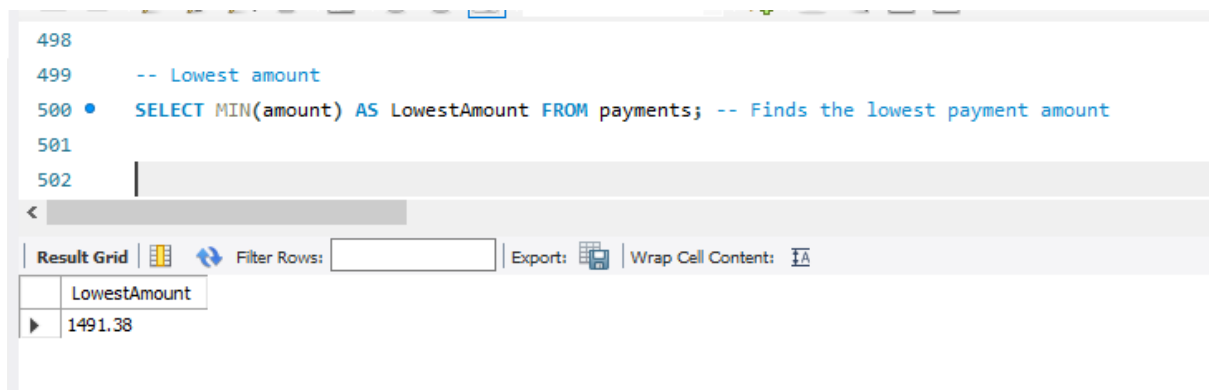 498
499 -- Lowest amount
500 SELECT MIN(amount) AS LowestAmount FROM payments; -- Finds the lowest payment amount
501
502
Result Grid Filter Rows: Export: Wrap Cell Content: IA
LowestAmount
1491.38